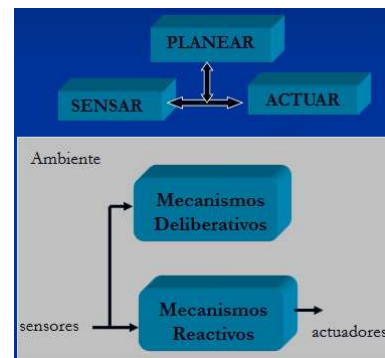 PLANEAR
SENSAR
ACTUAR
Ambiente
Mecanismos
Deliberativos
sensores
Mecanismos
Reactivos
actuadores